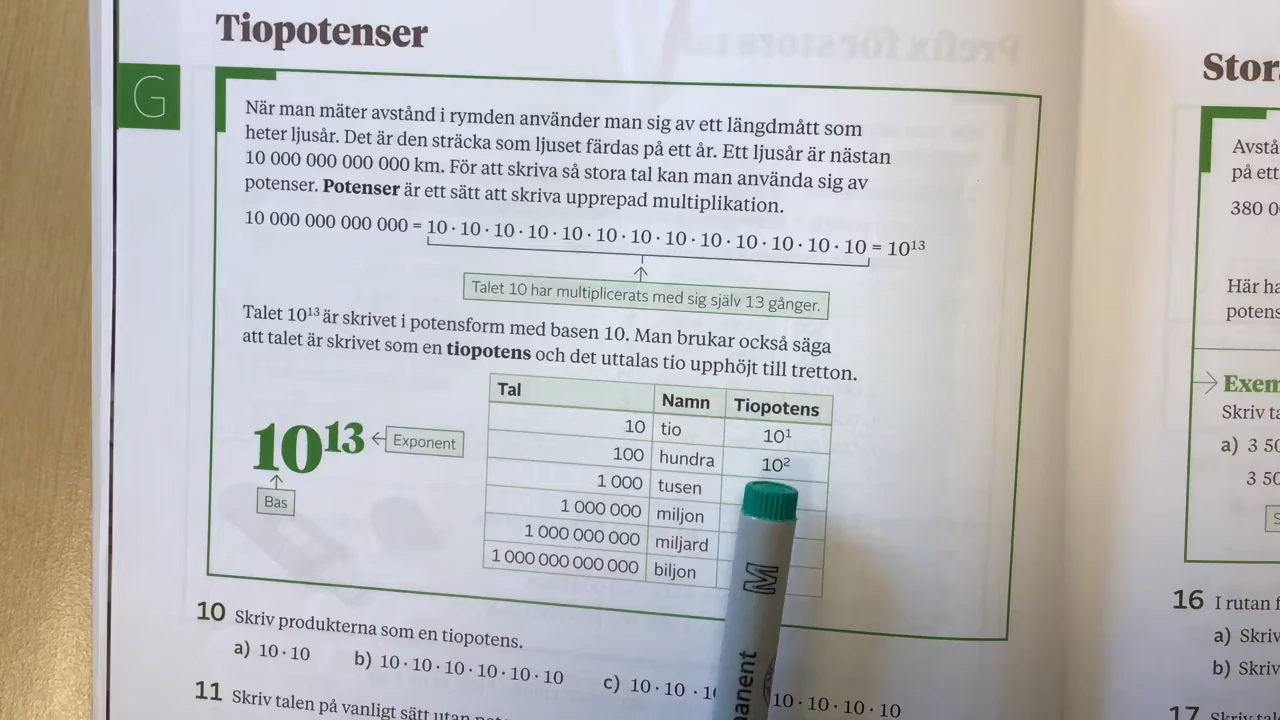 Tiopotenser
G
När man mäter avstånd i rymden använder man sig av ett längdmått som
heter ljusår. Det är den sträcka som ljuset färdas på ett år. Ett ljusår är nästan
10 000 000 000 000 km. För att skriva så stora tal kan man använda sig av
potenser. Potenser är ett sätt att skriva upprepad multiplikation.
10 000 000 000 000 = 10 · 10 · 10 · 10 · 10 · 10 · 10 · 10 · 10 · 10 · 10 · 10 · 10 = 10¹³
Talet 10 har multiplicerats med sig själv 13 gånger.
Talet 10¹³ är skrivet i potensform med basen 10. Man brukar också säga
att talet är skrivet som en tiopotens och det uttalas tio upphöjt till tretton.
10¹³
Exponent
Bas
Tal Namn Tiopotens
10 tio 10¹
100 hundra 10²
1 000 tusen
1 000 000 miljon
1 000 000 000 miljard
1 000 000 000 000 biljon
10 Skriv produkterna som en tiopotens.
a) 10 · 10 b) 10 · 10 · 10 · 10 · 10 · 10 c) 10 · 10 · 10 · 10 · 10 · 10
11 Skriv talen på vanligt sätt utan
M
anent
Stor
Avstå
på ett
380 0
Här ha
potens
Exem
Skriv ta
a) 3 50
3 50
16 I rutan f
a) Skriv
b) Skriv
17 Skriv tal